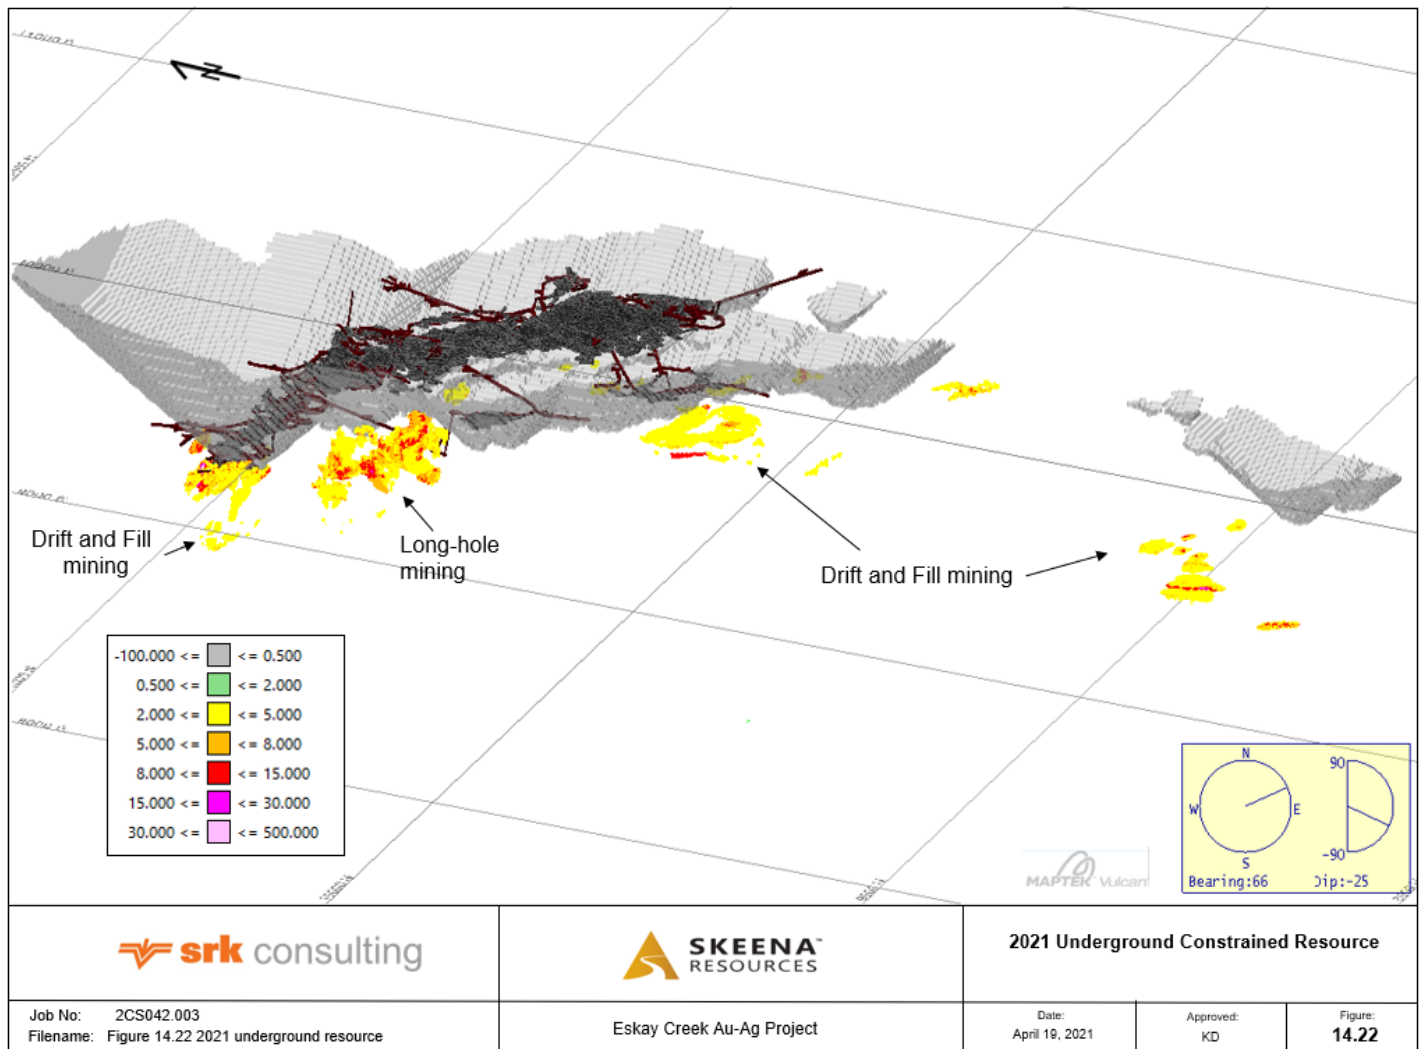 N
Drift and Fill
mining
Long-hole
mining
Drift and Fill mining
-100.000 <= <= 0.500
0.500 <= <= 2.000
2.000 <= <= 5.000
5.000 <= <= 8.000
8.000 <= <= 15.000
15.000 <= <= 30.000
30.000 <= <= 500.000
N
90
W
E
S
-90
Bearing:66
Dip:-25
MAPTEK Vulcan
srk consulting
SKEENA™
RESOURCES
2021 Underground Constrained Resource
Job No: 2CS042.003
Filename: Figure 14.22 2021 underground resource
Eskay Creek Au-Ag Project
Date:
April 19, 2021
Approved:
KD
Figure:
14.22